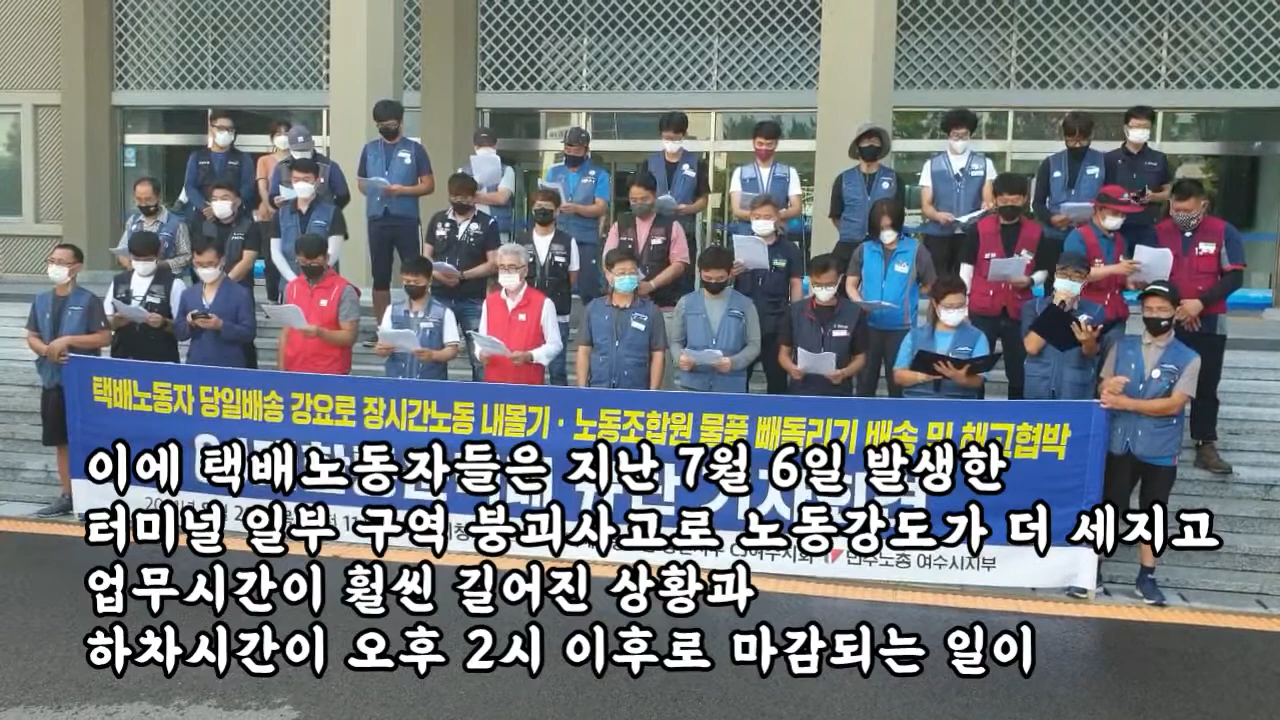 택배노동자 당일배송 강요로 장시간노동 내몰기 · 노동조합원 물품 빼돌리기 배송 및 해고협박
이에 택배노동자들은 지난 7월 6일 발생한
터미널 일부 구역 붕괴사고로 노동강도가 더 세지고
CJ여수지회 민주노총 여수시지부
업무시간이 훨씬 길어진 상황과
하차시간이 오후 2시 이후로 마감되는 일이